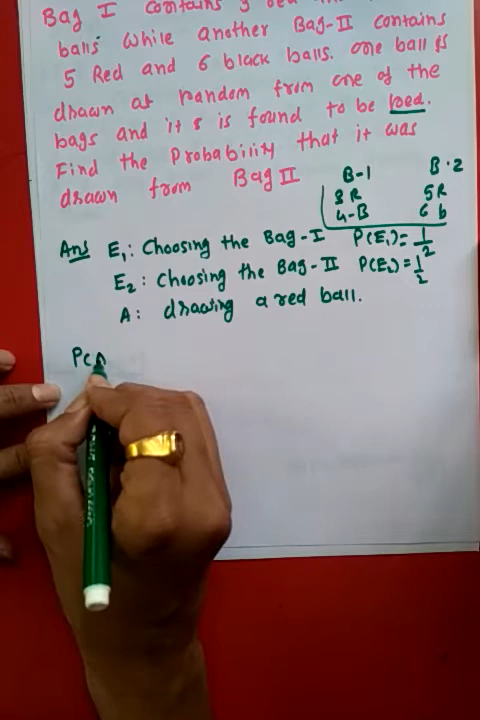 Bag I contains 3
balls while another Bag-II contains
5 Red and 6 black balls. one ball is
drawn at random from one of the
bags and it s is found to be red.
Find the Probability that it was
drawn from Bag II
B-1 B-2
3R 5R
4-B 6 b
Ans E₁: Choosing the Bag-I P(E₁)=1/2
E₂: Choosing the Bag-II P(E₂)=1/2
A: drawing a red ball.
P(A